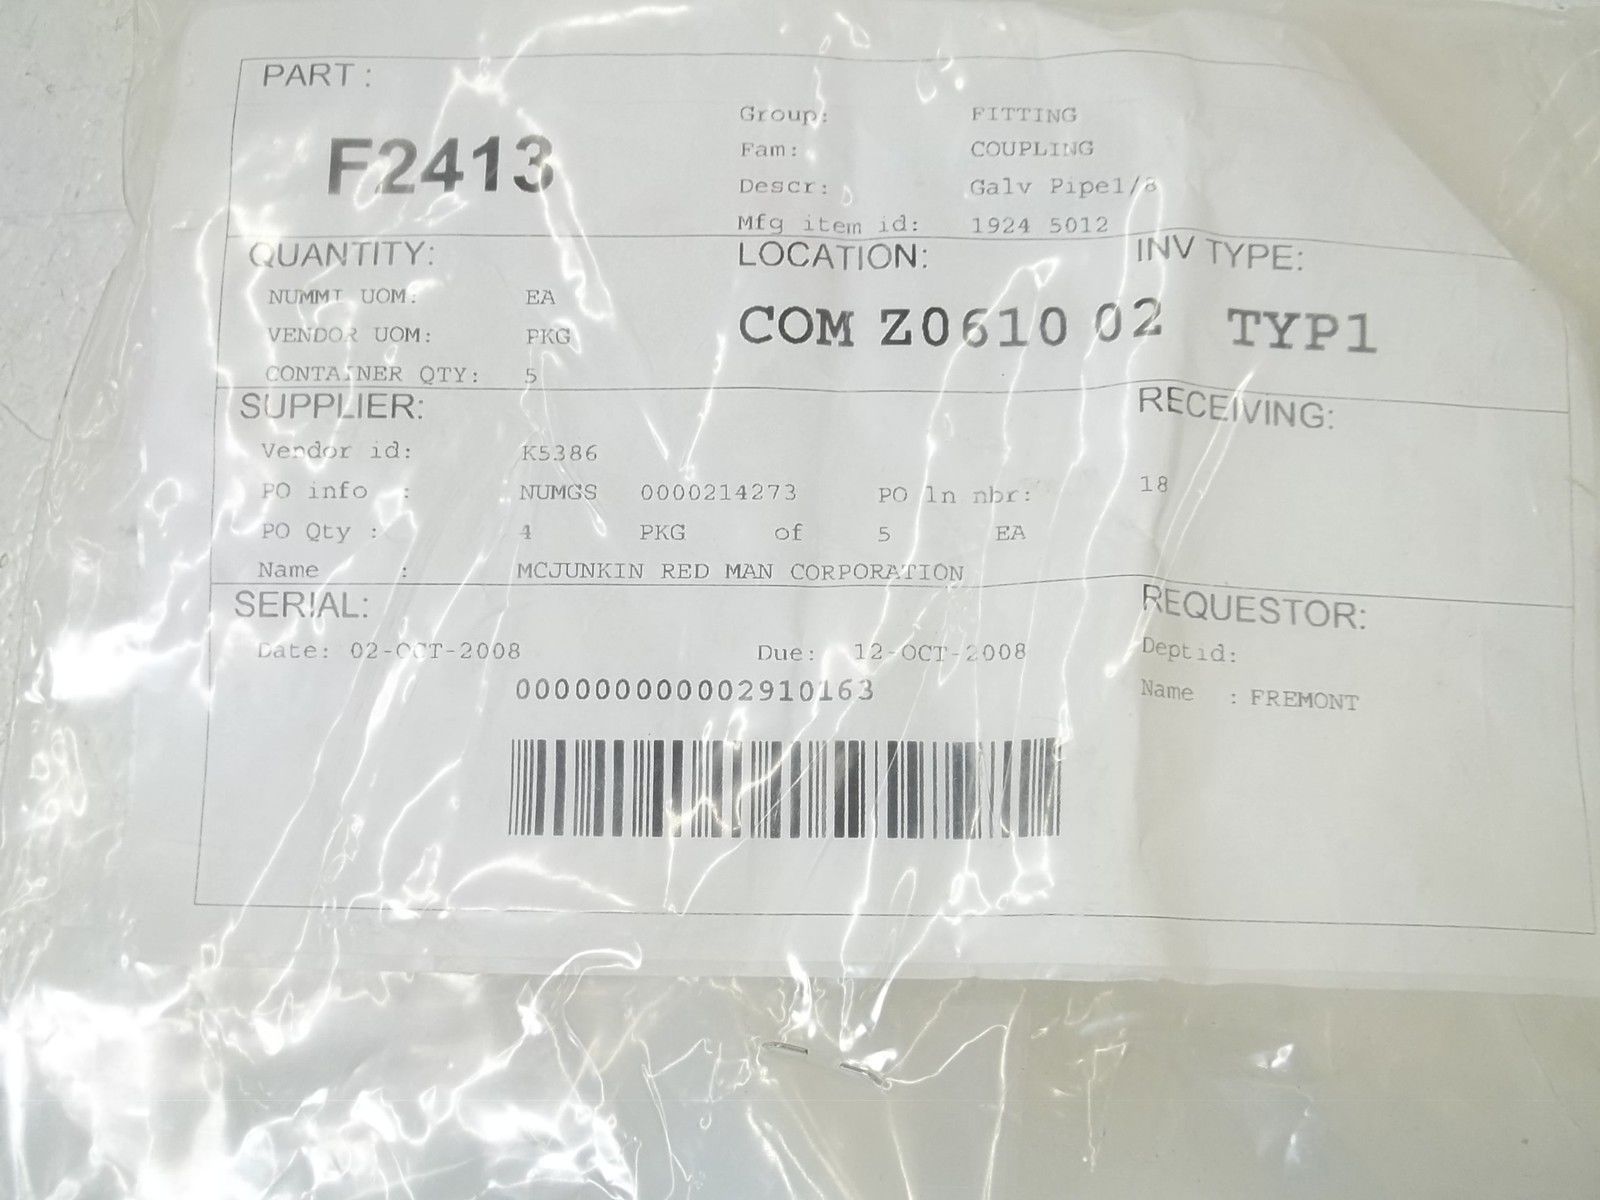 PART :
F2413
Group: FITTING
Fam: COUPLING
Descr: Galv Pipe1/8
Mfg item id: 1924 5012
QUANTITY:
NUMMI UOM: EA
VENDOR UOM: PKG
CONTAINER QTY: 5
LOCATION:
COM Z0610 02
INV TYPE:
TYP1
SUPPLIER:
Vendor id: K5386
PO info : NUMGS 0000214273 PO ln nbr: 18
PO Qty : 4 PKG of 5 EA
Name : MCJUNKIN RED MAN CORPORATION
RECEIVING:
SERIAL:
Date: 02-OCT-2008 Due: 12-OCT-2008
000000000002910163
REQUESTOR:
Deptid:
Name : FREMONT